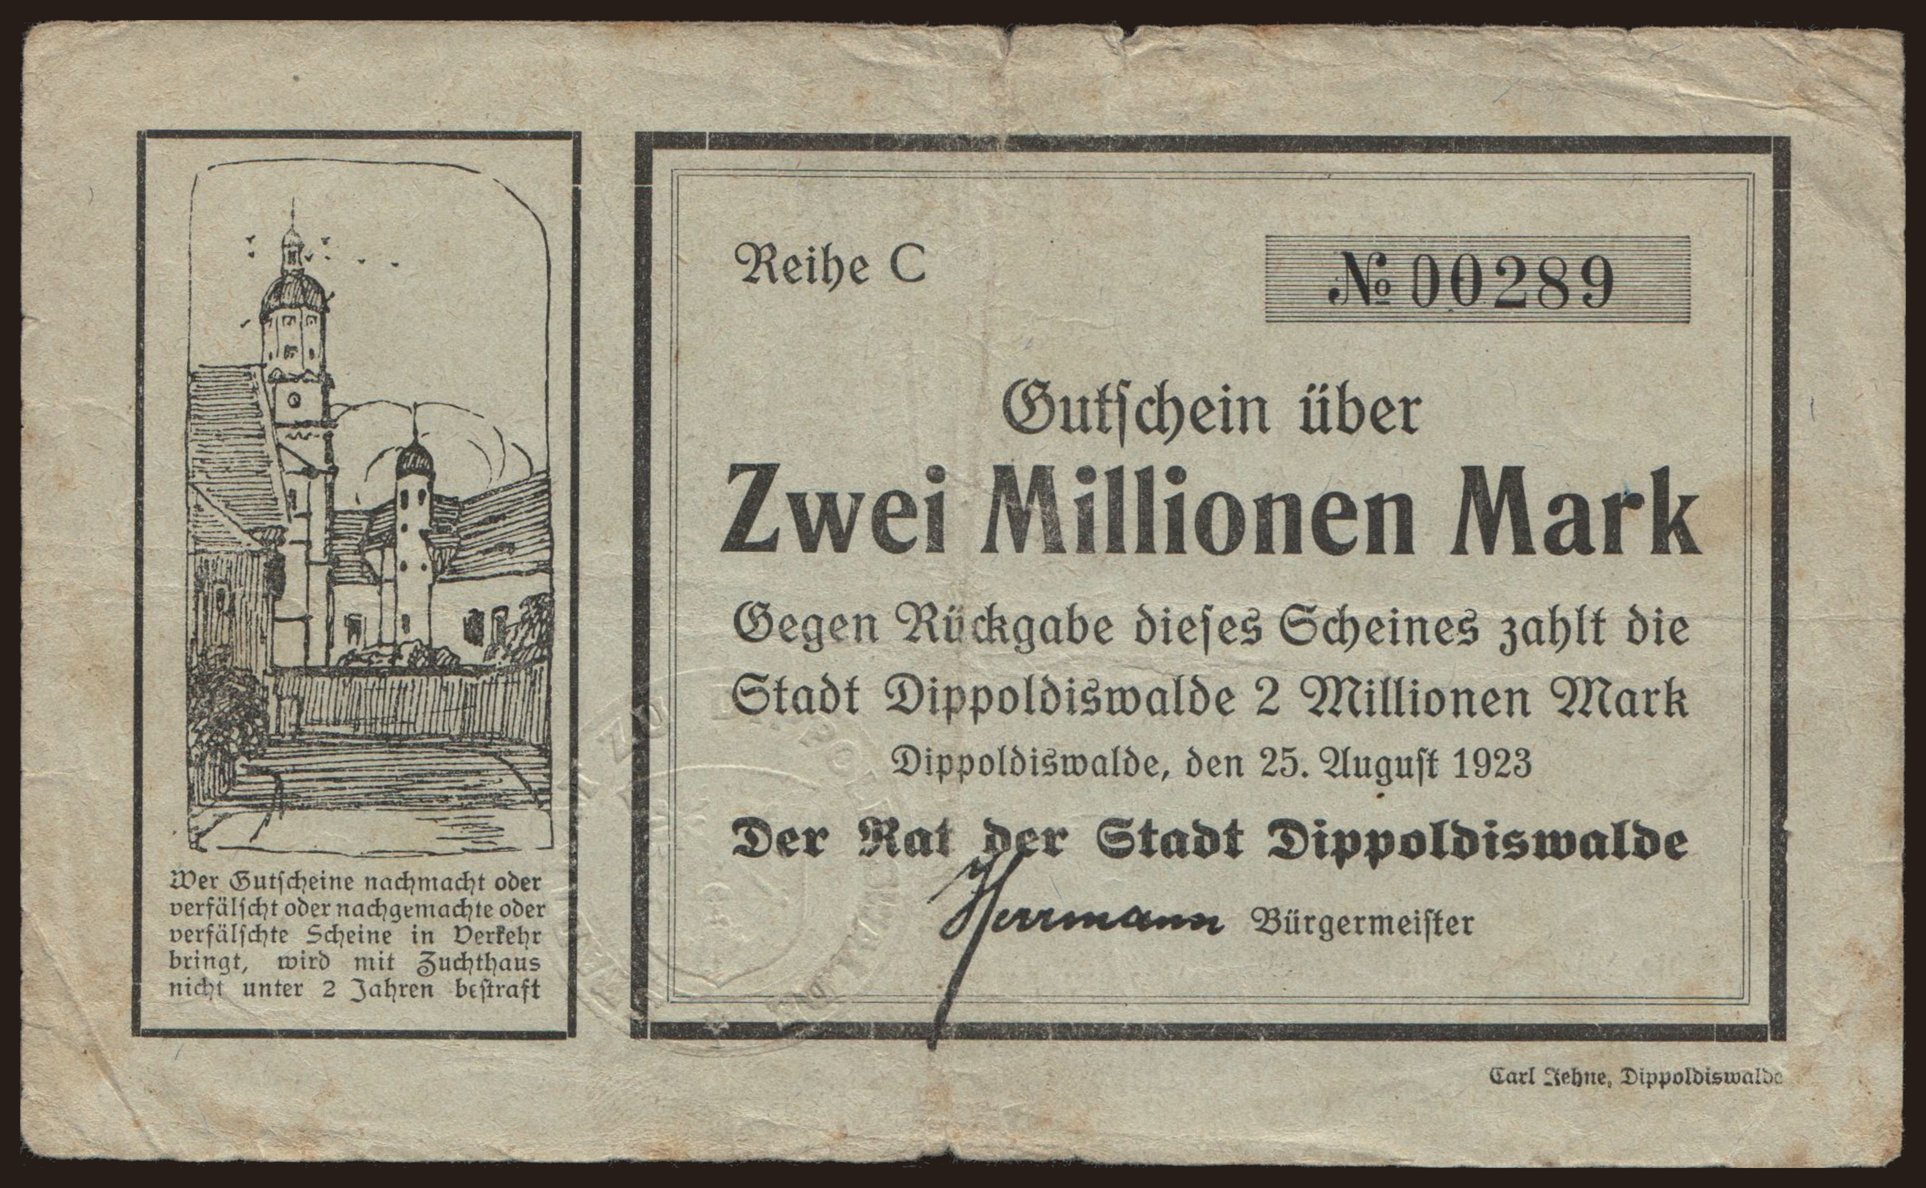 Reihe C
№ 00289
Gutschein über
Zwei Millionen Mark
Gegen Rückgabe dieses Scheines zahlt die
Stadt Dippoldiswalde 2 Millionen Mark
Dippoldiswalde, den 25. August 1923
Der Rat der Stadt Dippoldiswalde
Herrmann Bürgermeister
Wer Gutscheine nachmacht oder
verfälscht oder nachgemachte oder
verfälschte Scheine in Verkehr
bringt, wird mit Zuchthaus
nicht unter 2 Jahren bestraft
Carl Jehne, Dippoldiswalde